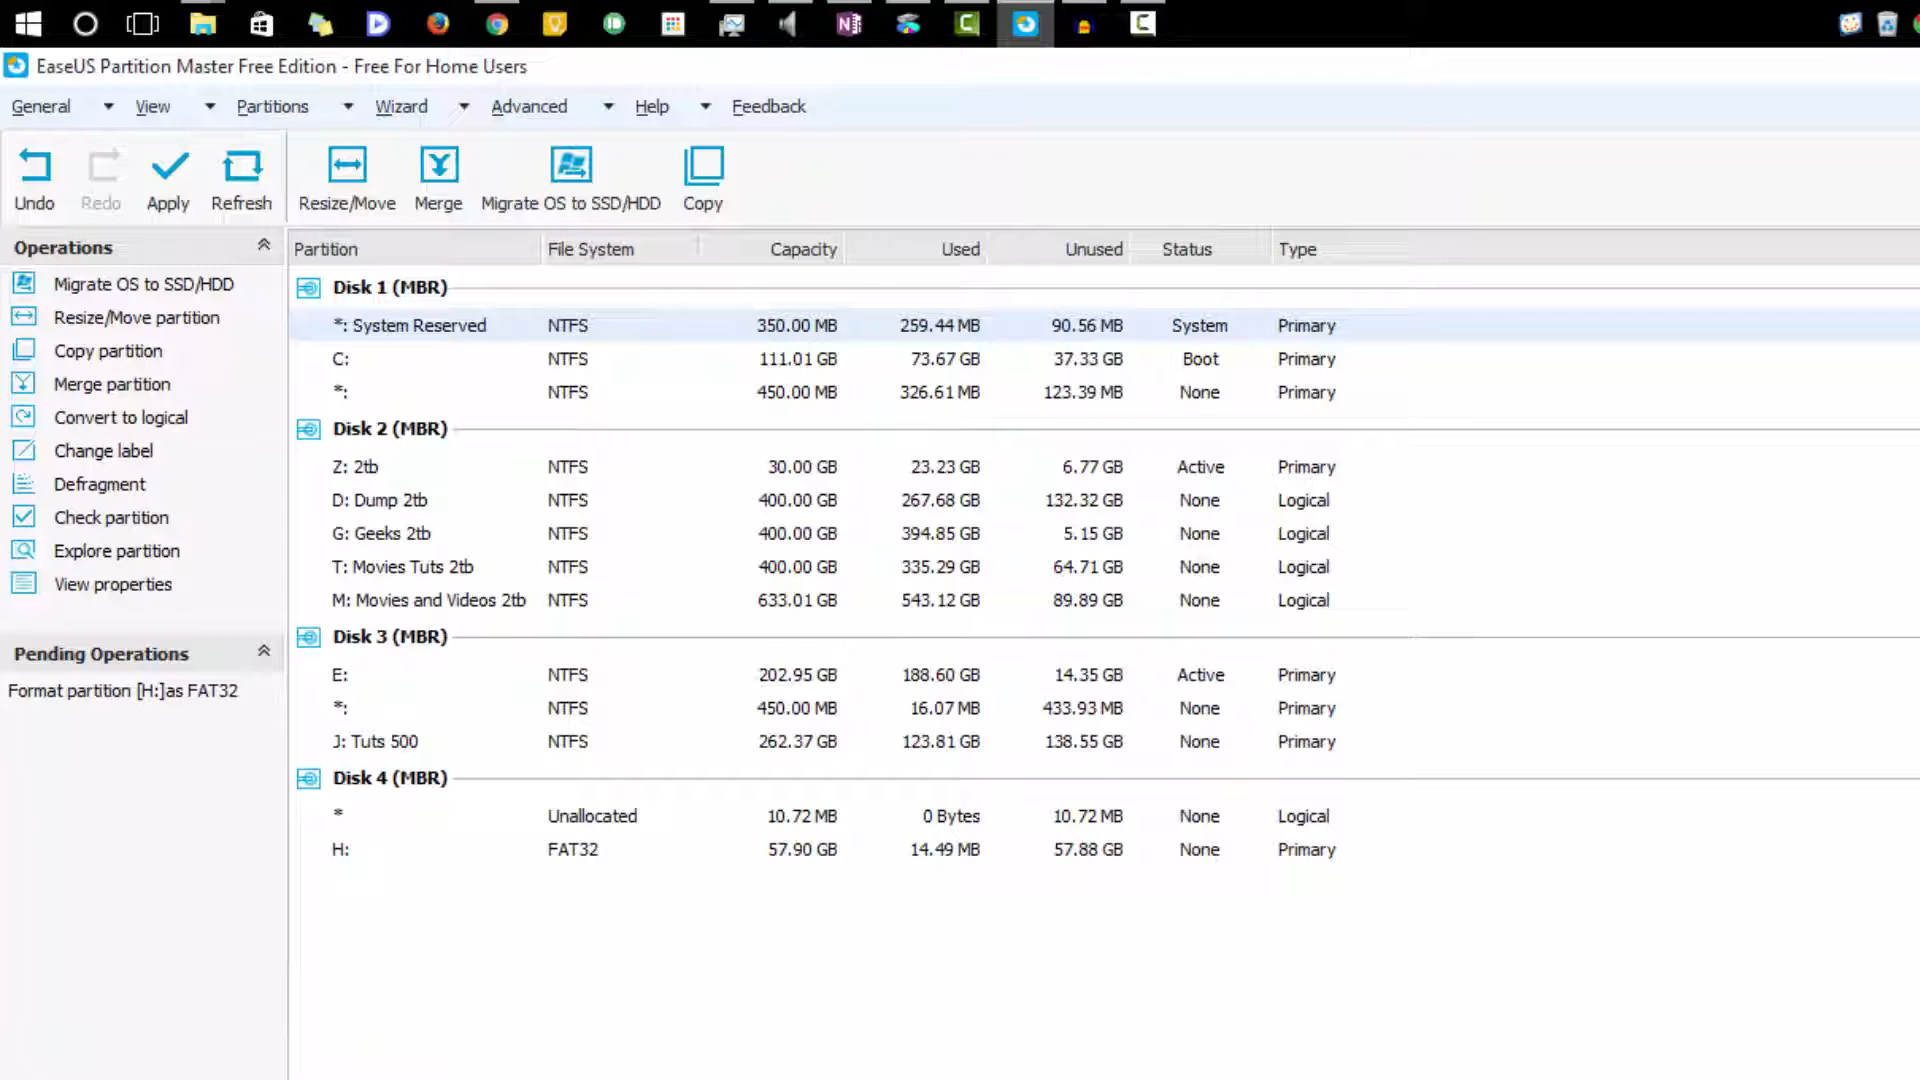 EaseUS Partition Master Free Edition - Free For Home Users
General View Partitions Wizard Advanced Help Feedback
Undo Redo Apply Refresh Resize/Move Merge Migrate OS to SSD/HDD Copy
Operations
Migrate OS to SSD/HDD
Resize/Move partition
Copy partition
Merge partition
Convert to logical
Change label
Defragment
Check partition
Explore partition
View properties
Pending Operations
Format partition [H:]as FAT32
Partition File System Capacity Used Unused Status Type
Disk 1 (MBR)
*: System Reserved NTFS 350.00 MB 259.44 MB 90.56 MB System Primary
C: NTFS 111.01 GB 73.67 GB 37.33 GB Boot Primary
*: NTFS 450.00 MB 326.61 MB 123.39 MB None Primary
Disk 2 (MBR)
Z: 2tb NTFS 30.00 GB 23.23 GB 6.77 GB Active Primary
D: Dump 2tb NTFS 400.00 GB 267.68 GB 132.32 GB None Logical
G: Geeks 2tb NTFS 400.00 GB 394.85 GB 5.15 GB None Logical
T: Movies Tuts 2tb NTFS 400.00 GB 335.29 GB 64.71 GB None Logical
M: Movies and Videos 2tb NTFS 633.01 GB 543.12 GB 89.89 GB None Logical
Disk 3 (MBR)
E: NTFS 202.95 GB 188.60 GB 14.35 GB Active Primary
*: NTFS 450.00 MB 16.07 MB 433.93 MB None Primary
J: Tuts 500 NTFS 262.37 GB 123.81 GB 138.55 GB None Primary
Disk 4 (MBR)
* Unallocated 10.72 MB 0 Bytes 10.72 MB None Logical
H: FAT32 57.90 GB 14.49 MB 57.88 GB None Primary